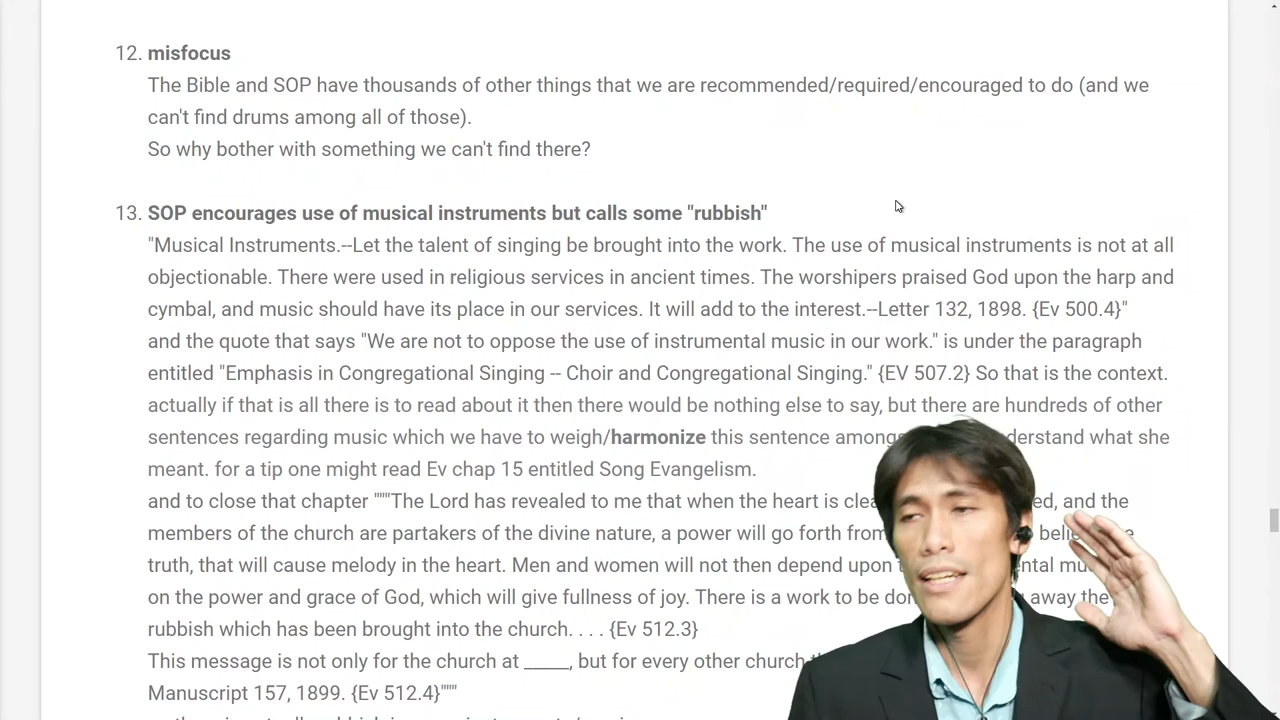 12. misfocus
The Bible and SOP have thousands of other things that we are recommended/required/encouraged to do (and we
can't find drums among all of those).
So why bother with something we can't find there?
13. SOP encourages use of musical instruments but calls some "rubbish"
"Musical Instruments.--Let the talent of singing be brought into the work. The use of musical instruments is not at all
objectionable. There were used in religious services in ancient times. The worshipers praised God upon the harp and
cymbal, and music should have its place in our services. It will add to the interest.--Letter 132, 1898. {Ev 500.4}"
and the quote that says "We are not to oppose the use of instrumental music in our work." is under the paragraph
entitled "Emphasis in Congregational Singing -- Choir and Congregational Singing." {EV 507.2} So that is the context.
actually if that is all there is to read about it then there would be nothing else to say, but there are hundreds of other
sentences regarding music which we have to weigh/harmonize this sentence what she
meant. for a tip one might read Ev chap 15 entitled Song Evangelism.
and to close that chapter """The Lord has revealed to me that when the heart is and the
members of the church are partakers of the divine nature, a power will go forth from
truth, that will cause melody in the heart. Men and women will not then depend upon
on the power and grace of God, which will give fullness of joy. There is a work to be away
rubbish which has been brought into the church. . . . {Ev 512.3}
This message is not only for the church at _____, but for every other church
Manuscript 157, 1899. {Ev 512.4}"""